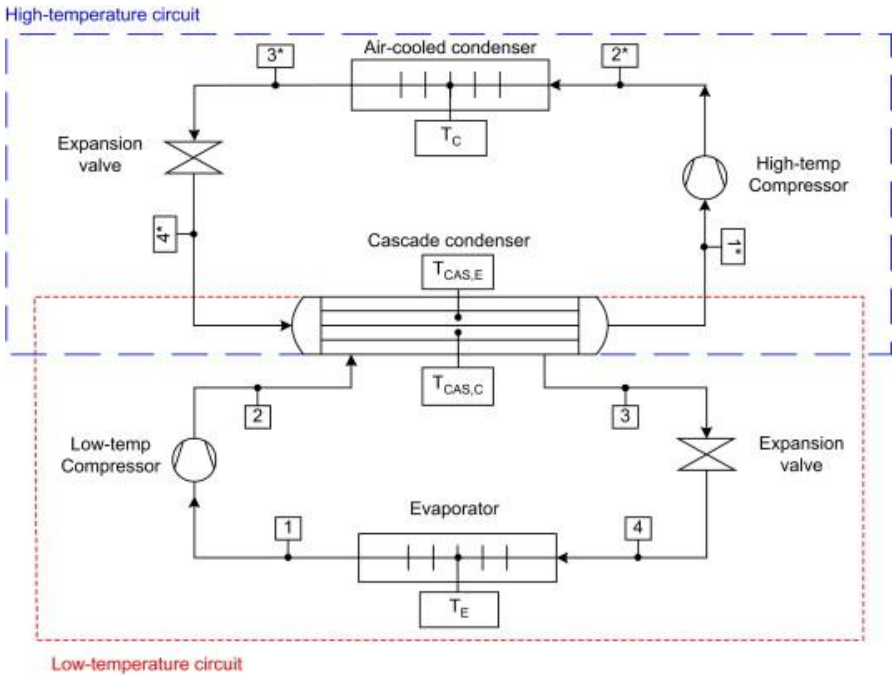 High-temperature circuit
Air-cooled condenser
3*
2*
T_C
Expansion
valve
High-temp
Compressor
4*
1*
Cascade condenser
T_CAS,E
T_CAS,C
2
3
Low-temp
Compressor
Expansion
valve
Evaporator
1
4
T_E
Low-temperature circuit